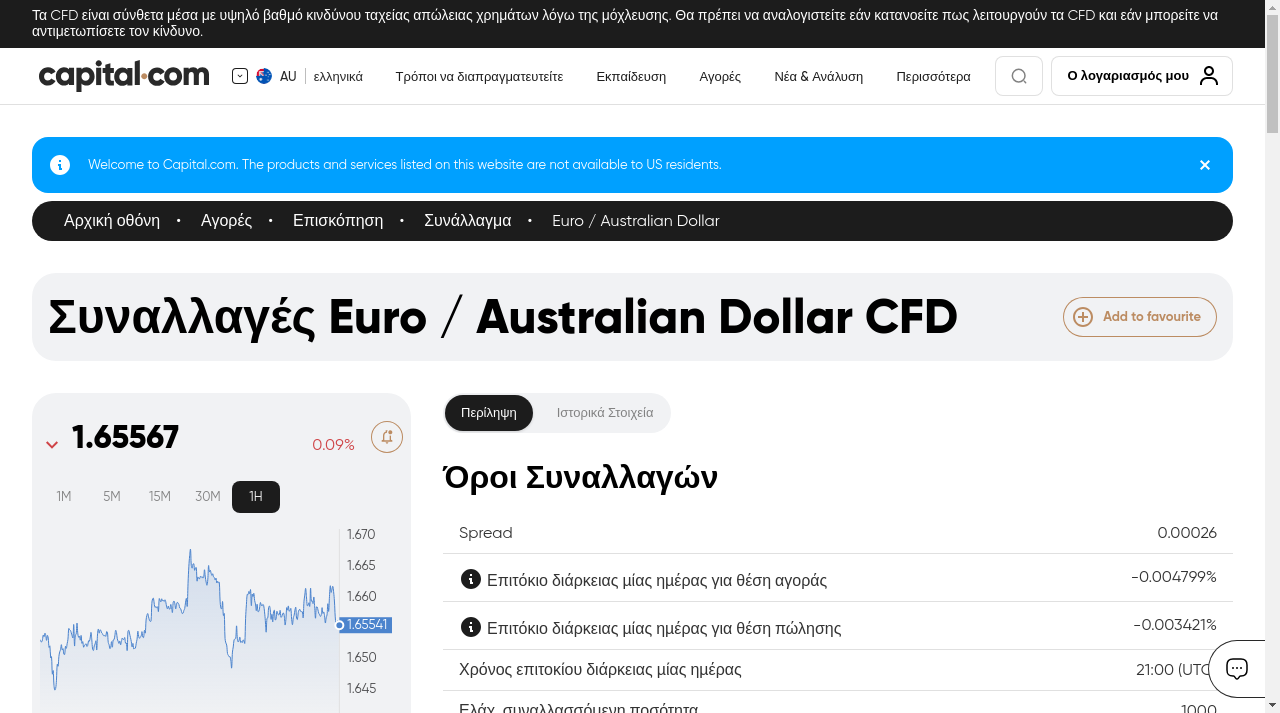 Τα CFD είναι σύνθετα μέσα με υψηλό βαθμό κινδύνου ταχείας απώλειας χρημάτων λόγω της μόχλευσης. Θα πρέπει να αναλογιστείτε εάν κατανοείτε πως λειτουργούν τα CFD και εάν μπορείτε να
αντιμετωπίσετε τον κίνδυνο.
capital.com
AU ελληνικά Τρόποι να διαπραγματευτείτε Εκπαίδευση Αγορές Νέα & Ανάλυση Περισσότερα Ο λογαριασμός μου
Welcome to Capital.com. The products and services listed on this website are not available to US residents.
Αρχική οθόνη • Αγορές • Επισκόπηση • Συνάλλαγμα • Euro / Australian Dollar
Συναλλαγές Euro / Australian Dollar CFD
Add to favourite
1.65567
0.09%
1M 5M 15M 30M 1H
1.670
1.665
1.660
1.65541
1.650
1.645
Περίληψη Ιστορικά Στοιχεία
Όροι Συναλλαγών
Spread 0.00026
Επιτόκιο διάρκειας μίας ημέρας για θέση αγοράς -0.004799%
Επιτόκιο διάρκειας μίας ημέρας για θέση πώλησης -0.003421%
Χρόνος επιτοκίου διάρκειας μίας ημέρας 21:00 (UTC
Ελάχ. συναλλασσόμενη ποσότητα 1000